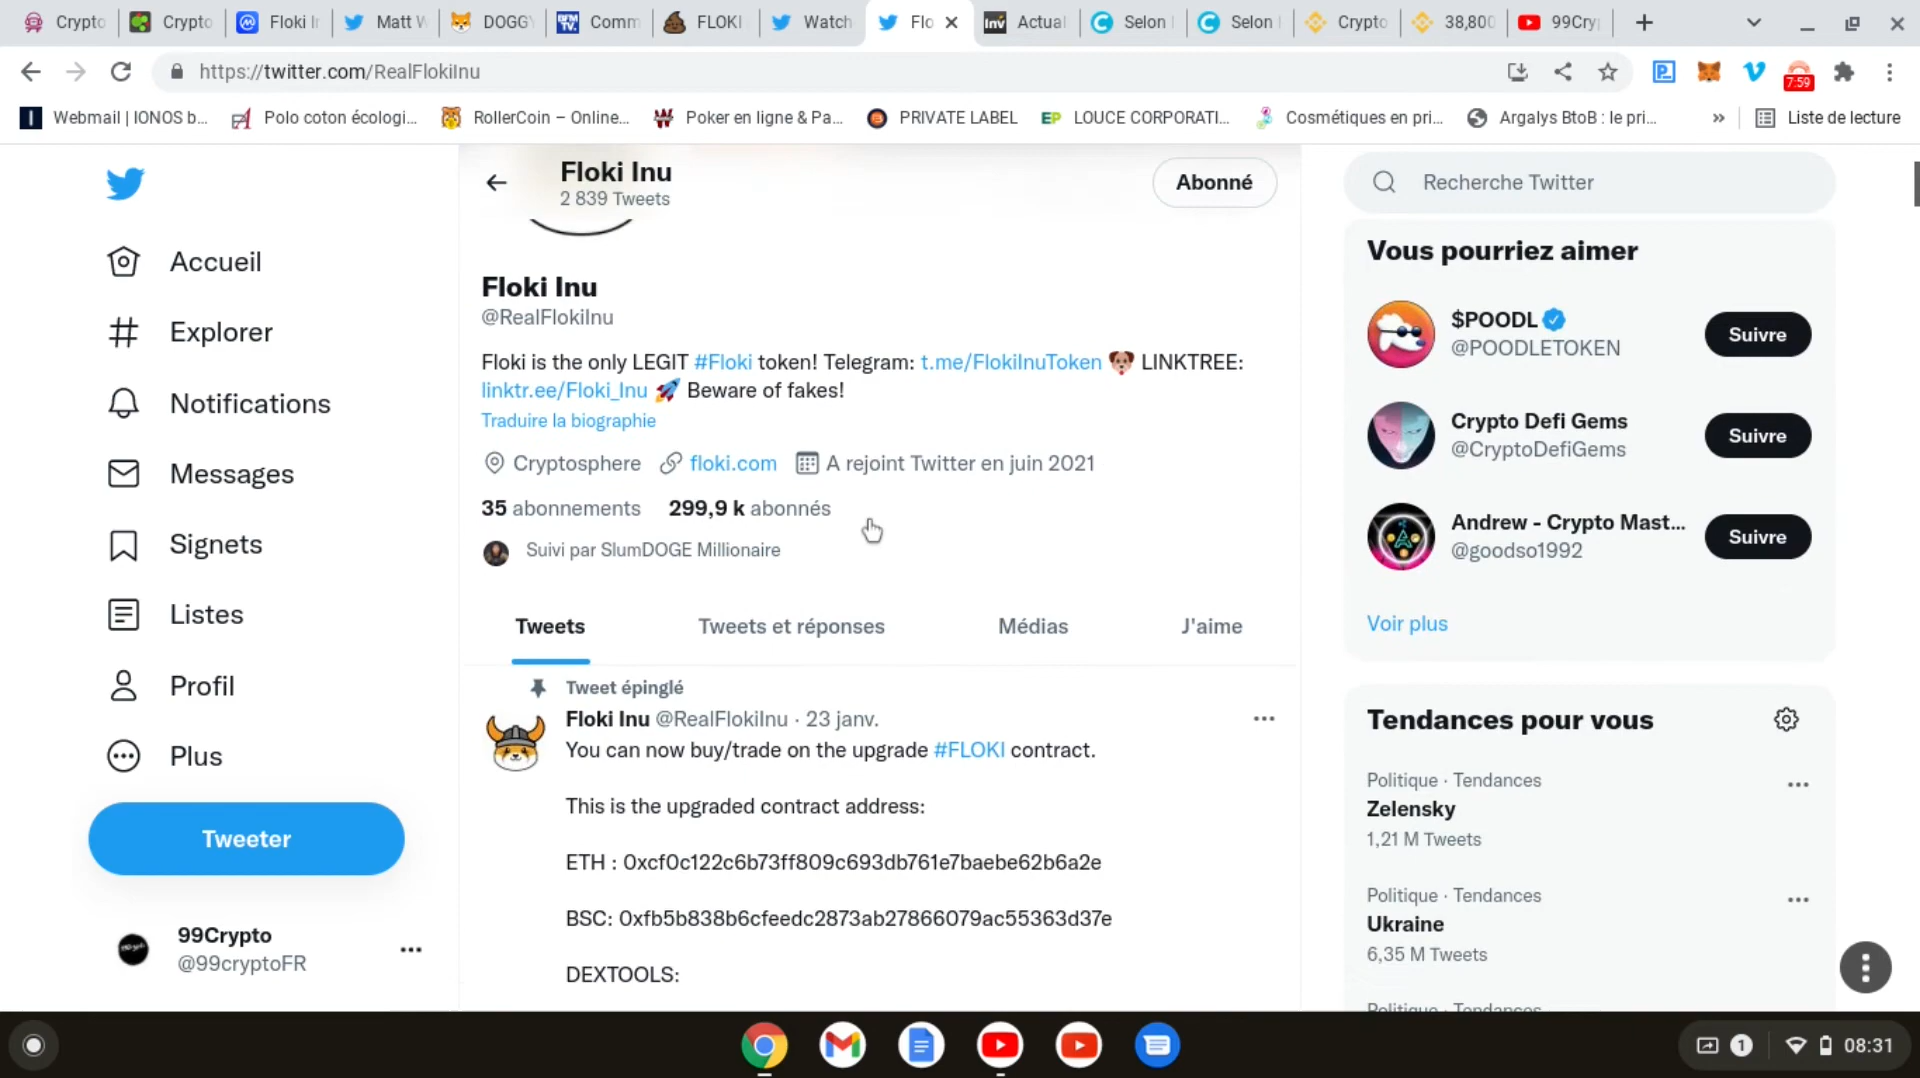 Crypto
Crypto
Floki I
Matt W
DOGGY
Comm
FLOKI
Watch
Flo
Actual
Selon
Selon
Crypto
38,800
99Cry
https://twitter.com/RealFlokiInu
7:59
Webmail | IONOS b...
Polo coton écologi...
RollerCoin – Online...
Poker en ligne & Pa...
PRIVATE LABEL
LOUCE CORPORATI...
Cosmétiques en pri...
Argalys BtoB : le pri...
»
Liste de lecture
Accueil
Explorer
Notifications
Messages
Signets
Listes
Profil
Plus
Tweeter
99Crypto
@99cryptoFR
Floki Inu
2 839 Tweets
Abonné
Floki Inu
@RealFlokiInu
Floki is the only LEGIT #Floki token! Telegram: t.me/FlokiInuToken 🐶 LINKTREE:
linktr.ee/Floki_Inu 🚀 Beware of fakes!
Traduire la biographie
Cryptosphere floki.com A rejoint Twitter en juin 2021
35 abonnements 299,9 k abonnés
Suivi par SlumDOGE Millionaire
Tweets Tweets et réponses Médias J'aime
Tweet épinglé
Floki Inu @RealFlokiInu · 23 janv.
You can now buy/trade on the upgrade #FLOKI contract.
This is the upgraded contract address:
ETH : 0xcf0c122c6b73ff809c693db761e7baebe62b6a2e
BSC: 0xfb5b838b6cfeedc2873ab27866079ac55363d37e
DEXTOOLS:
Recherche Twitter
Vous pourriez aimer
$POODL
@POODLETOKEN
Suivre
Crypto Defi Gems
@CryptoDefiGems
Suivre
Andrew - Crypto Mast...
@goodso1992
Suivre
Voir plus
Tendances pour vous
Politique · Tendances
Zelensky
1,21 M Tweets
Politique · Tendances
Ukraine
6,35 M Tweets
Politique · Tendances
1
08:31